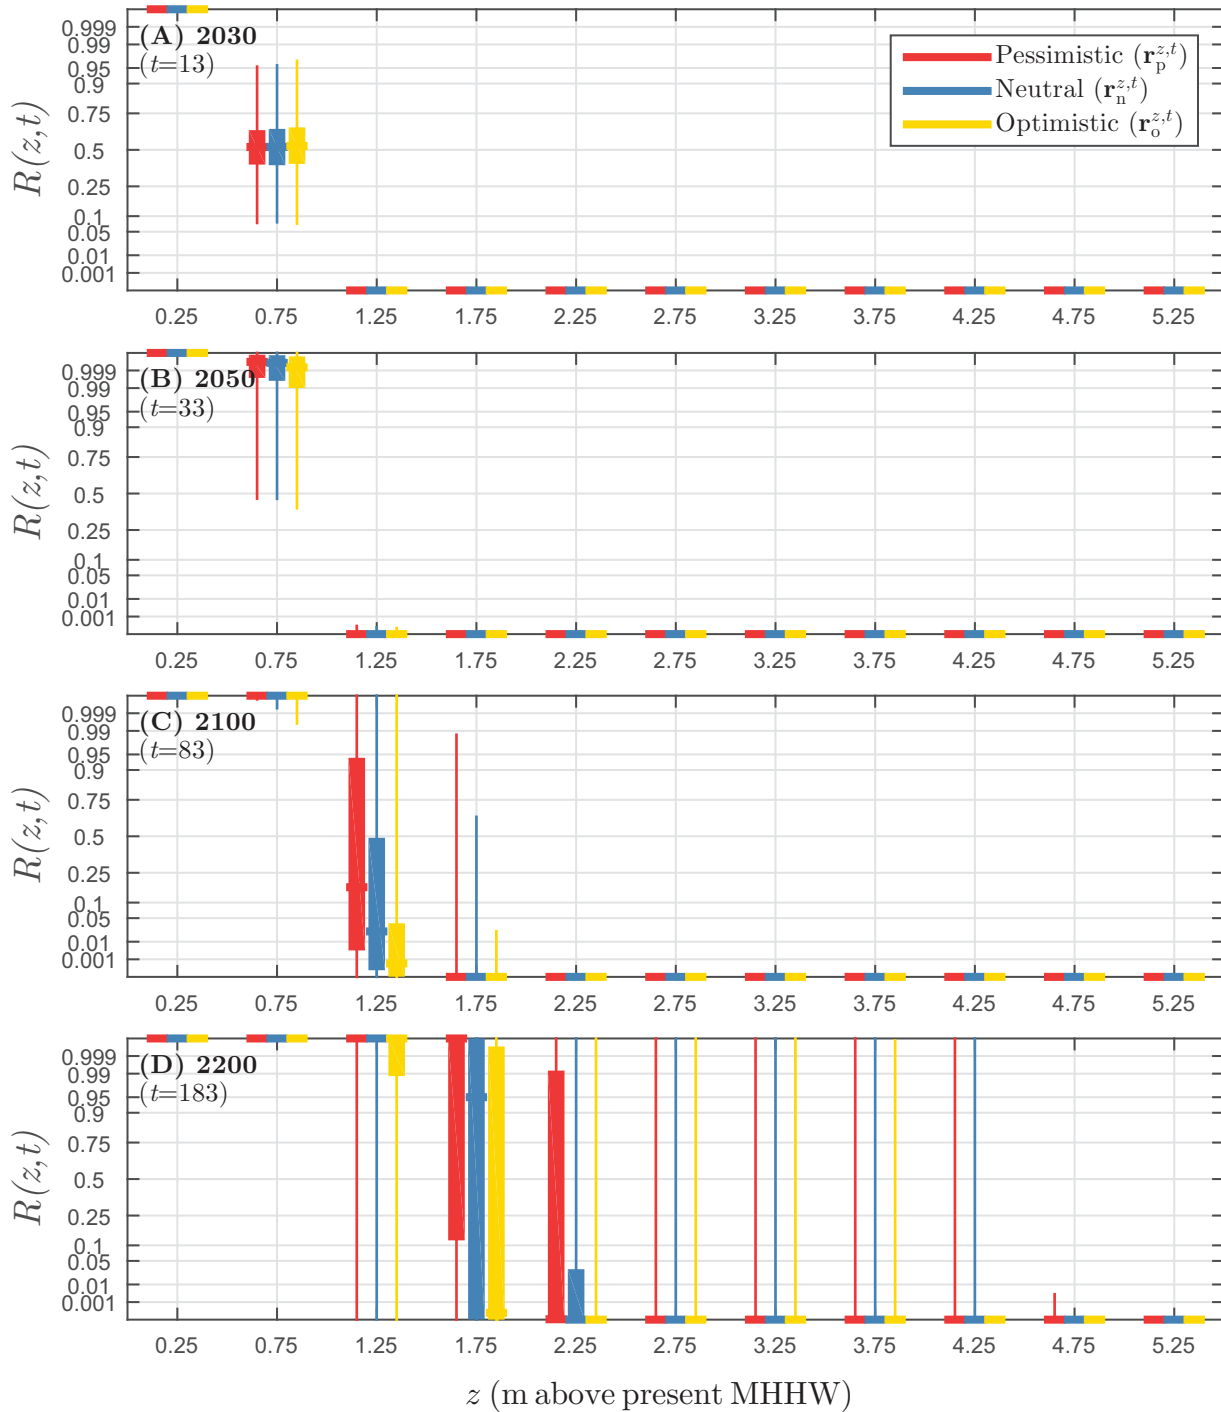 (A) 2030
(t=13)
Pessimistic (r_p^{z,t})
Neutral (r_n^{z,t})
Optimistic (r_o^{z,t})
R(z,t)
0.999
0.99
0.95
0.9
0.75
0.5
0.25
0.1
0.05
0.01
0.001
0.25 0.75 1.25 1.75 2.25 2.75 3.25 3.75 4.25 4.75 5.25
(B) 2050
(t=33)
R(z,t)
0.999
0.99
0.95
0.9
0.75
0.5
0.25
0.1
0.05
0.01
0.001
0.25 0.75 1.25 1.75 2.25 2.75 3.25 3.75 4.25 4.75 5.25
(C) 2100
(t=83)
R(z,t)
0.999
0.99
0.95
0.9
0.75
0.5
0.25
0.1
0.05
0.01
0.001
0.25 0.75 1.25 1.75 2.25 2.75 3.25 3.75 4.25 4.75 5.25
(D) 2200
(t=183)
R(z,t)
0.999
0.99
0.95
0.9
0.75
0.5
0.25
0.1
0.05
0.01
0.001
0.25 0.75 1.25 1.75 2.25 2.75 3.25 3.75 4.25 4.75 5.25
z (m above present MHHW)